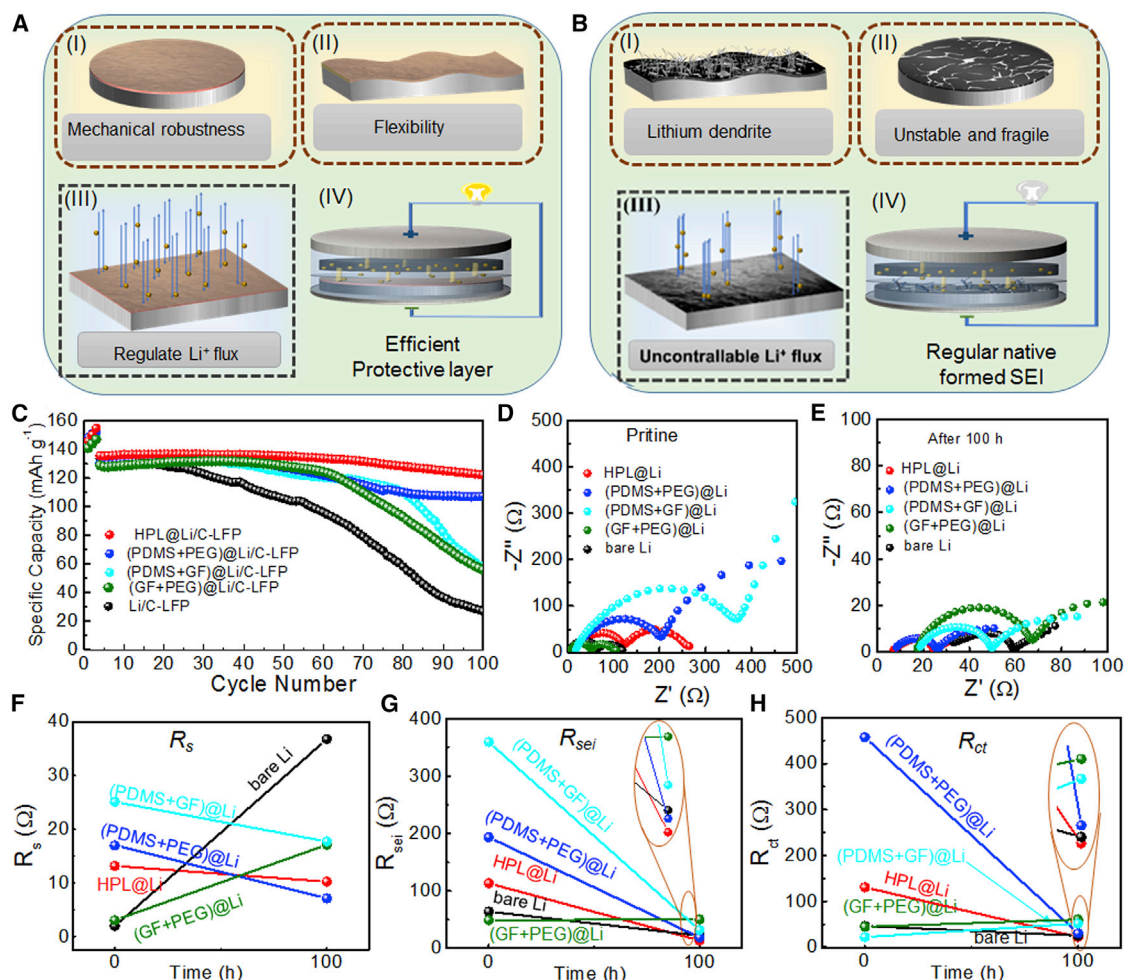 A
(I)
Mechanical robustness
(II)
Flexibility
(III)
Regulate Li⁺ flux
(IV)
Efficient
Protective layer
B
(I)
Lithium dendrite
(II)
Unstable and fragile
(III)
Uncontrallable Li⁺ flux
(IV)
Regular native
formed SEI
C
Specific Capacity (mAh g⁻¹)
160
140
120
100
80
60
40
20
0
HPL@Li/C-LFP
(PDMS+PEG)@Li/C-LFP
(PDMS+GF)@Li/C-LFP
(GF+PEG)@Li/C-LFP
Li/C-LFP
0 10 20 30 40 50 60 70 80 90 100
Cycle Number
D
-Z'' (Ω)
500
400
300
200
100
0
Pritine
HPL@Li
(PDMS+PEG)@Li
(PDMS+GF)@Li
(GF+PEG)@Li
bare Li
0 100 200 300 400 500
Z' (Ω)
E
-Z'' (Ω)
100
80
60
40
20
0
After 100 h
HPL@Li
(PDMS+PEG)@Li
(PDMS+GF)@Li
(GF+PEG)@Li
bare Li
0 20 40 60 80 100
Z' (Ω)
F
Rs (Ω)
40
30
20
10
0
Rs
bare Li
(PDMS+GF)@Li
(PDMS+PEG)@Li
HPL@Li
(GF+PEG)@Li
0 100
Time (h)
G
Rsei (Ω)
400
300
250
200
150
100
50
0
Rsei
(PDMS+GF)@Li
(PDMS+PEG)@Li
HPL@Li
bare Li
(GF+PEG)@Li
0 100
Time (h)
H
Rct (Ω)
500
450
400
300
250
200
150
100
50
0
Rct
(PDMS+PEG)@Li
(PDMS+GF)@Li
HPL@Li
(GF+PEG)@Li
bare Li
0 100
Time (h)